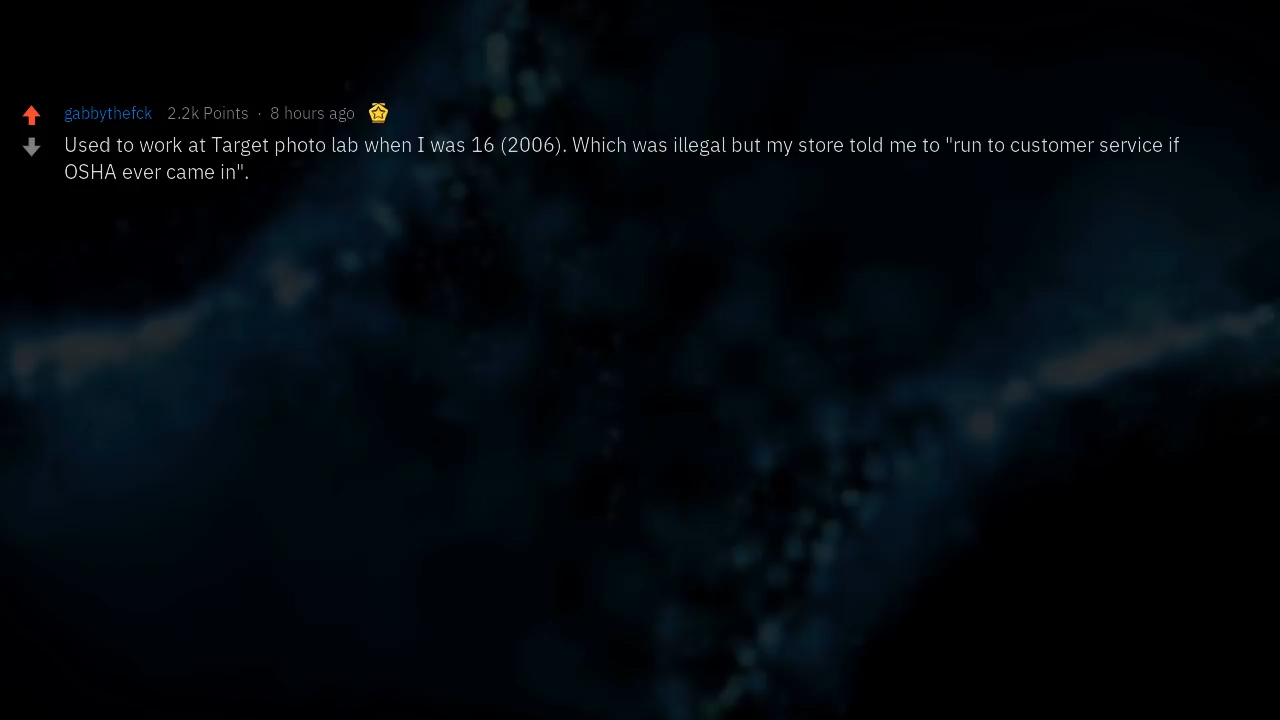 gabbythefck 2.2k Points · 8 hours ago
Used to work at Target photo lab when I was 16 (2006). Which was illegal but my store told me to "run to customer service if
OSHA ever came in".